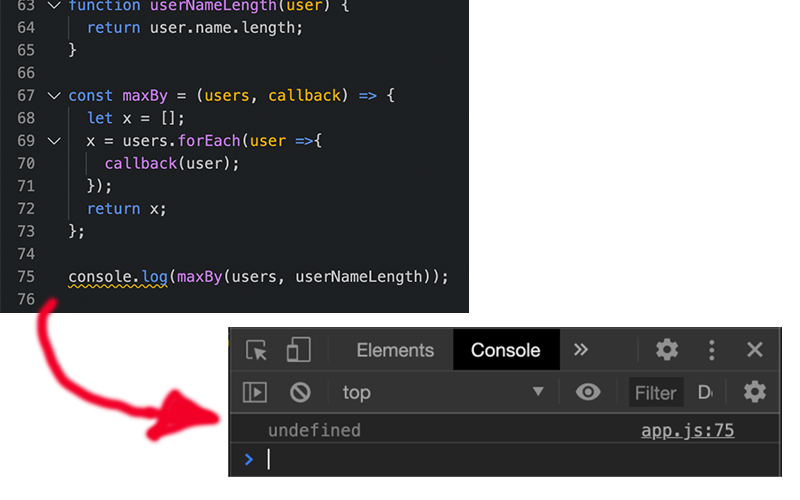 63 function userNameLength(user) {
64 return user.name.length;
65 }
66
67 const maxBy = (users, callback) => {
68 let x = [];
69 x = users.forEach(user =>{
70 callback(user);
71 });
72 return x;
73 };
74
75 console.log(maxBy(users, userNameLength));
76
Elements Console
top Filter
undefined app.js:75